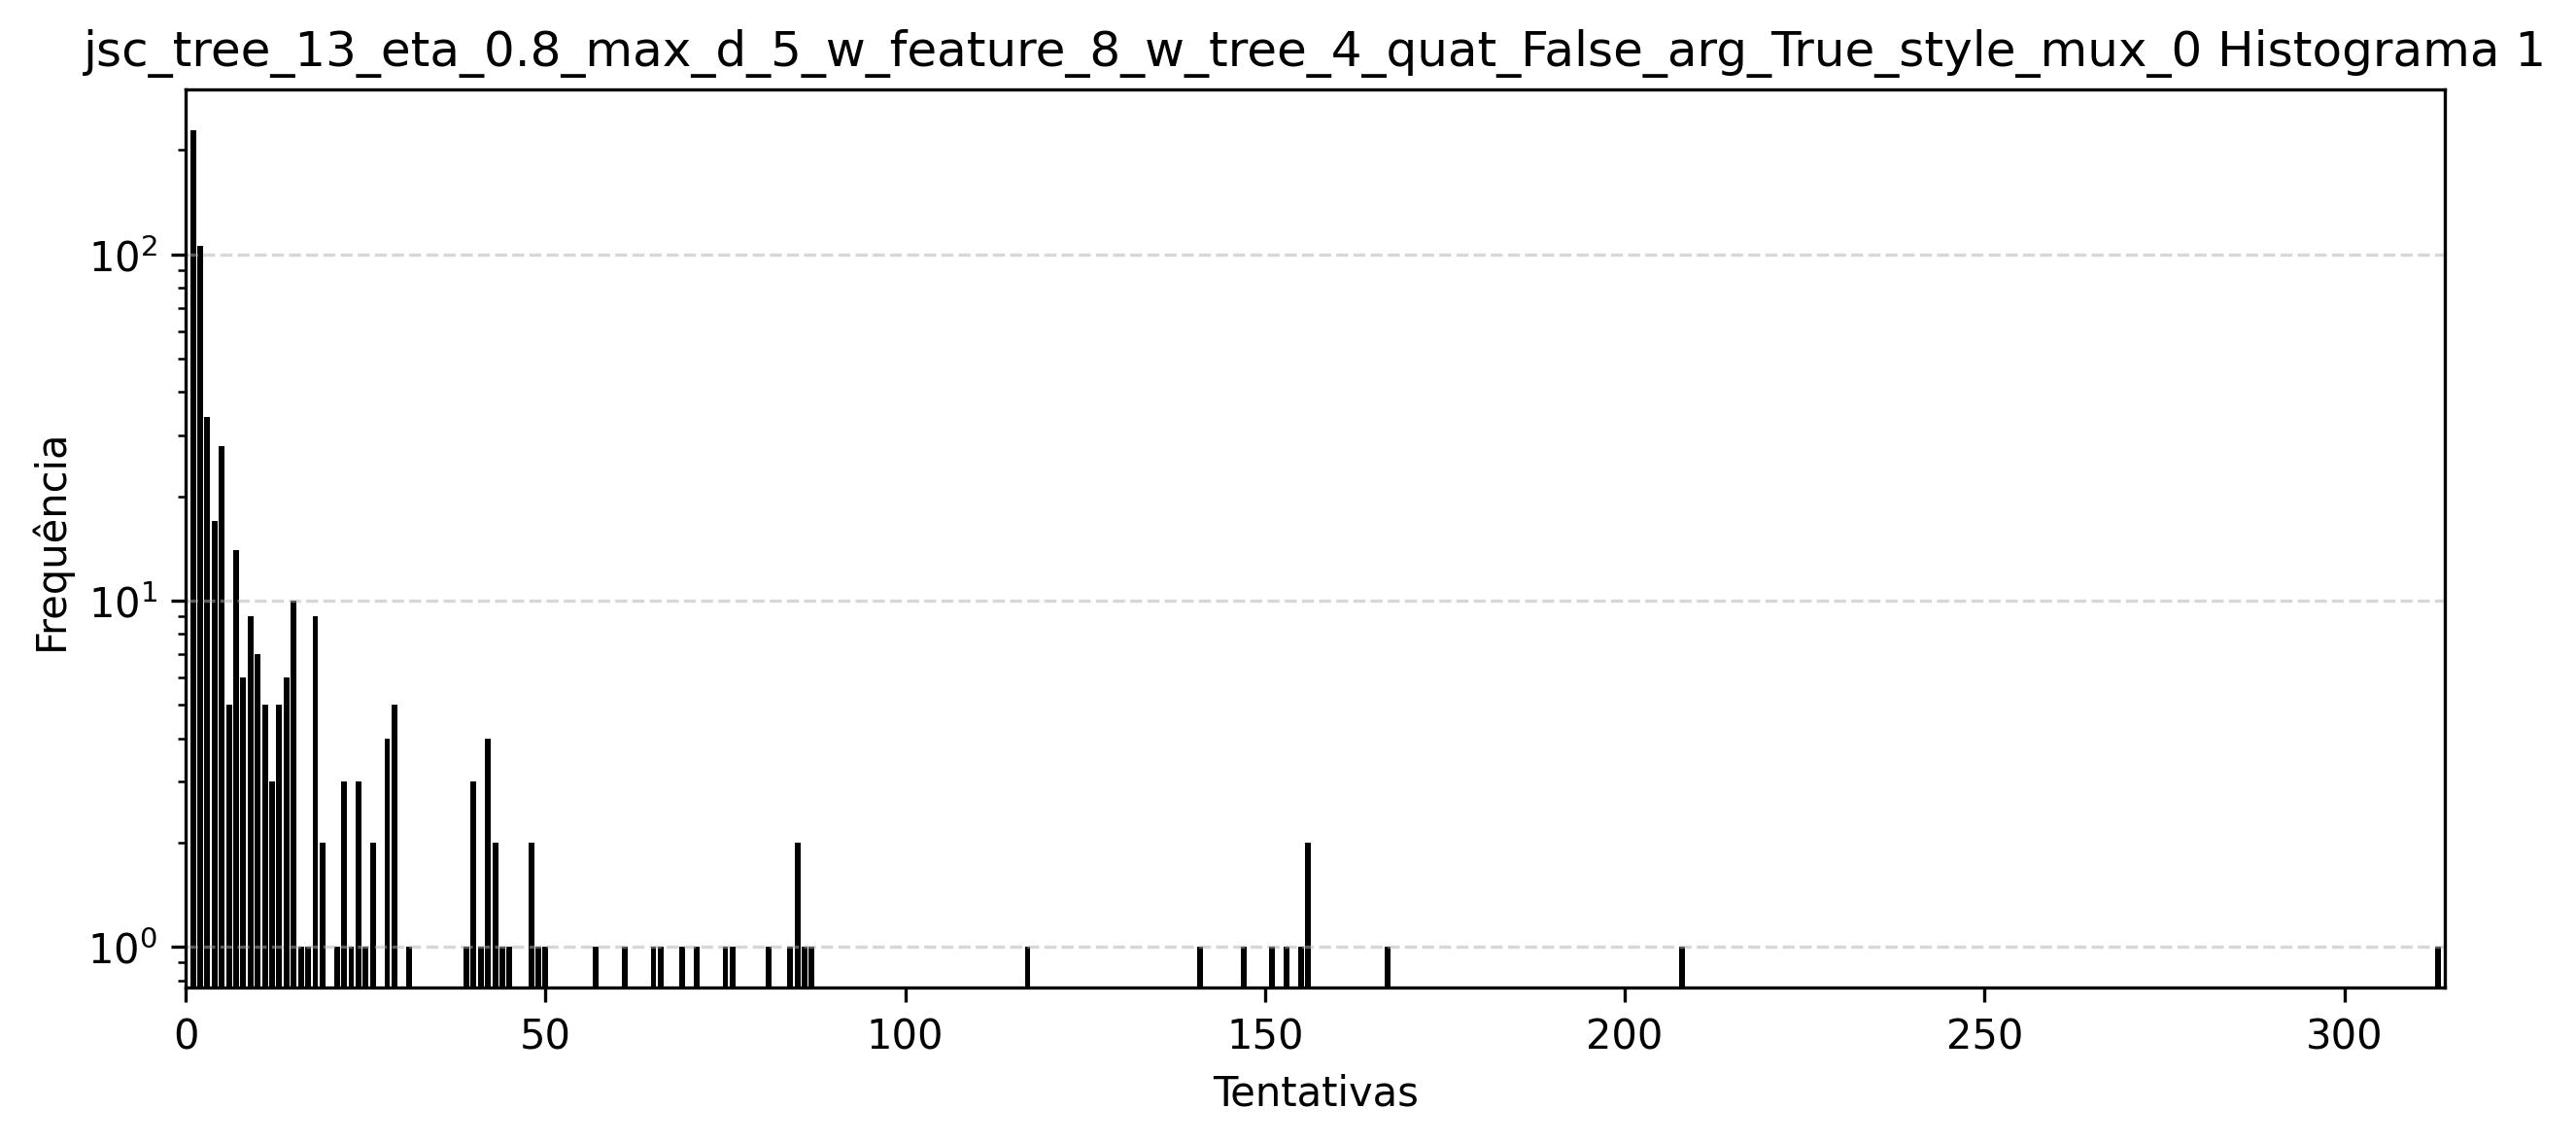 jsc_tree_13_eta_0.8_max_d_5_w_feature_8_w_tree_4_quat_False_arg_True_style_mux_0 Histograma 1
Frequência
10²
10¹
10⁰
0 50 100 150 200 250 300
Tentativas